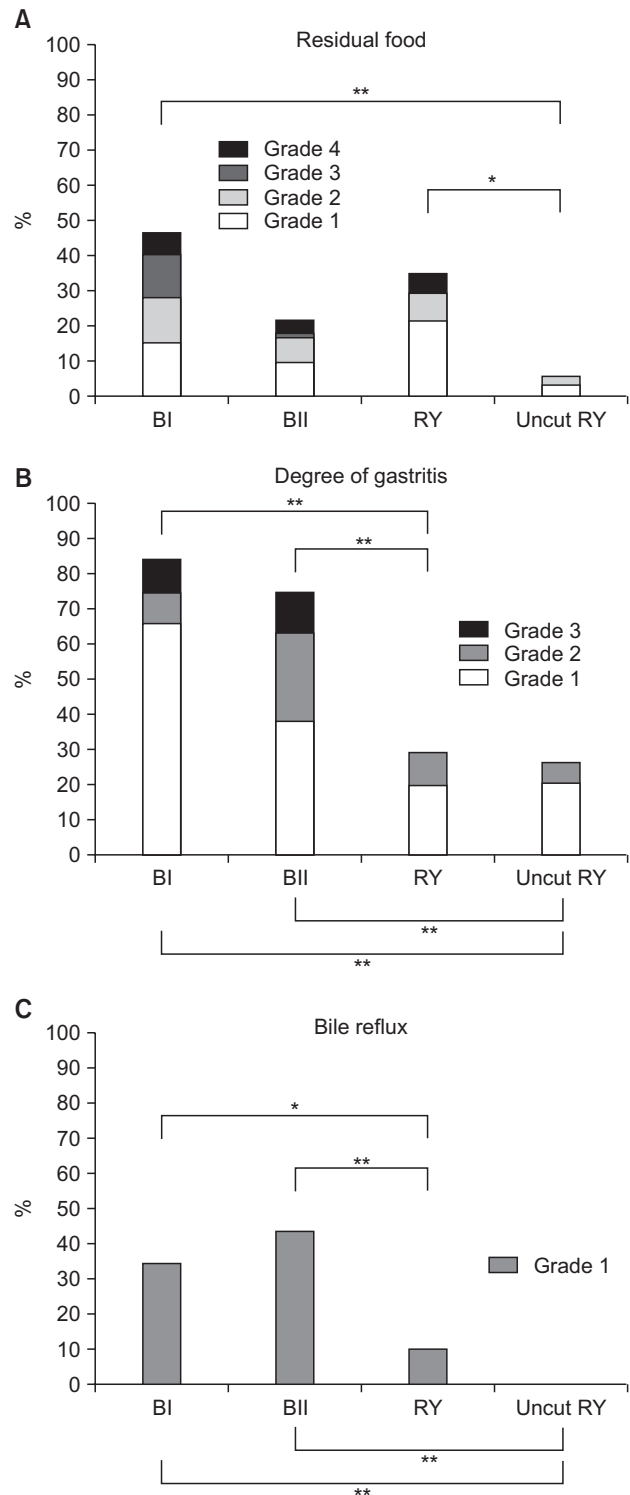 A
Residual food
100
90
80
70
60
50
40
30
20
10
0
%
**
*
Grade 4
Grade 3
Grade 2
Grade 1
BI BII RY Uncut RY
B
Degree of gastritis
100
90
80
70
60
50
40
30
20
10
0
%
**
**
Grade 3
Grade 2
Grade 1
BI BII RY Uncut RY
**
**
C
Bile reflux
100
90
80
70
60
50
40
30
20
10
0
%
*
**
Grade 1
BI BII RY Uncut RY
**
**